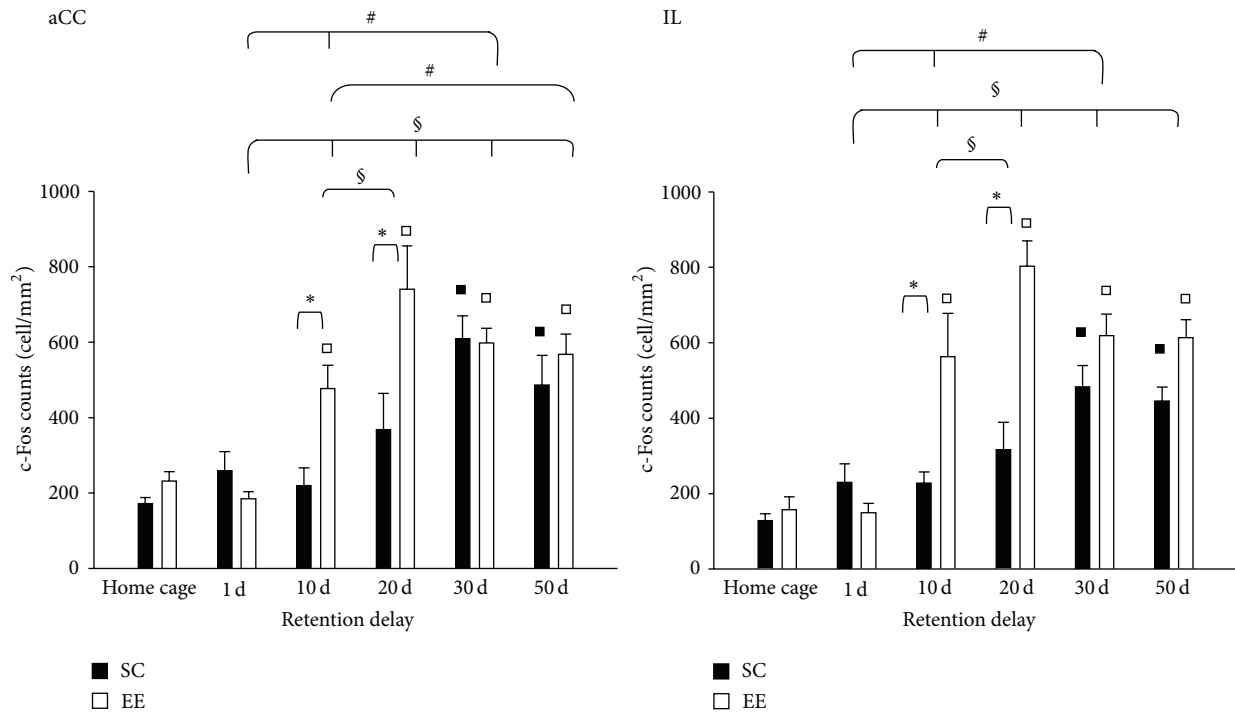 aCC
#
#
§
§
1000
800
600
400
200
0
c-Fos counts (cell/mm²)
*
*
Home cage 1 d 10 d 20 d 30 d 50 d
Retention delay
SC
EE
IL
#
§
§
1000
800
600
400
200
0
c-Fos counts (cell/mm²)
*
*
Home cage 1 d 10 d 20 d 30 d 50 d
Retention delay
SC
EE